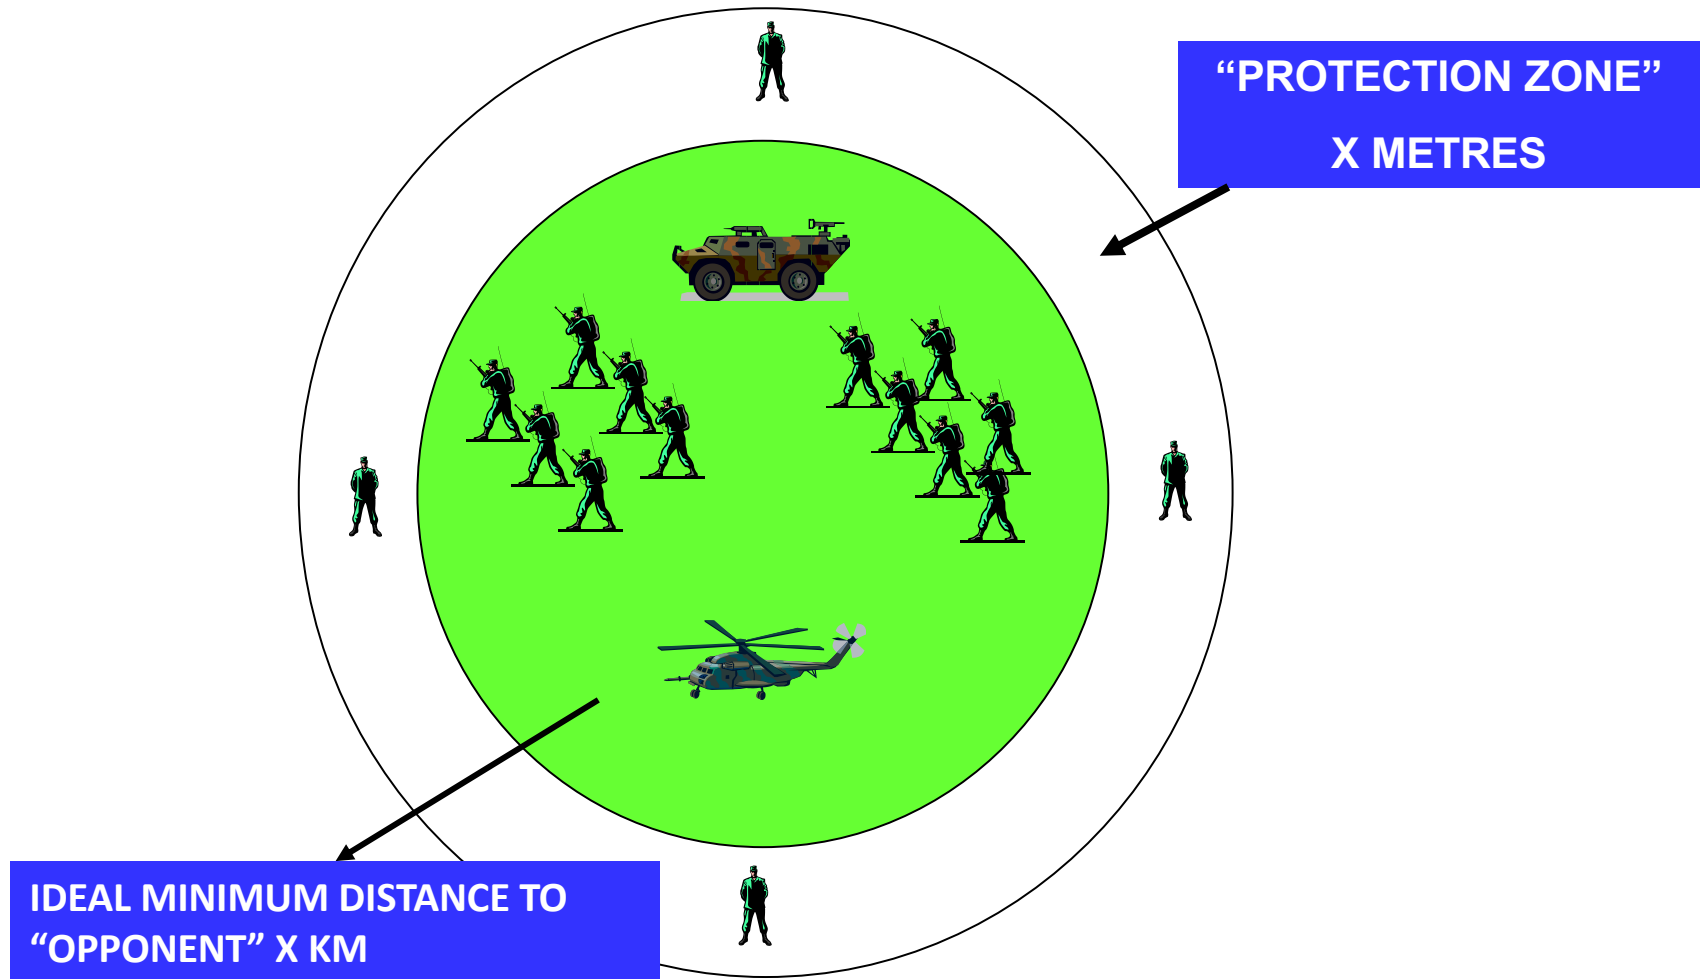 “PROTECTION ZONE”
X METRES
IDEAL MINIMUM DISTANCE TO
“OPPONENT” X KM